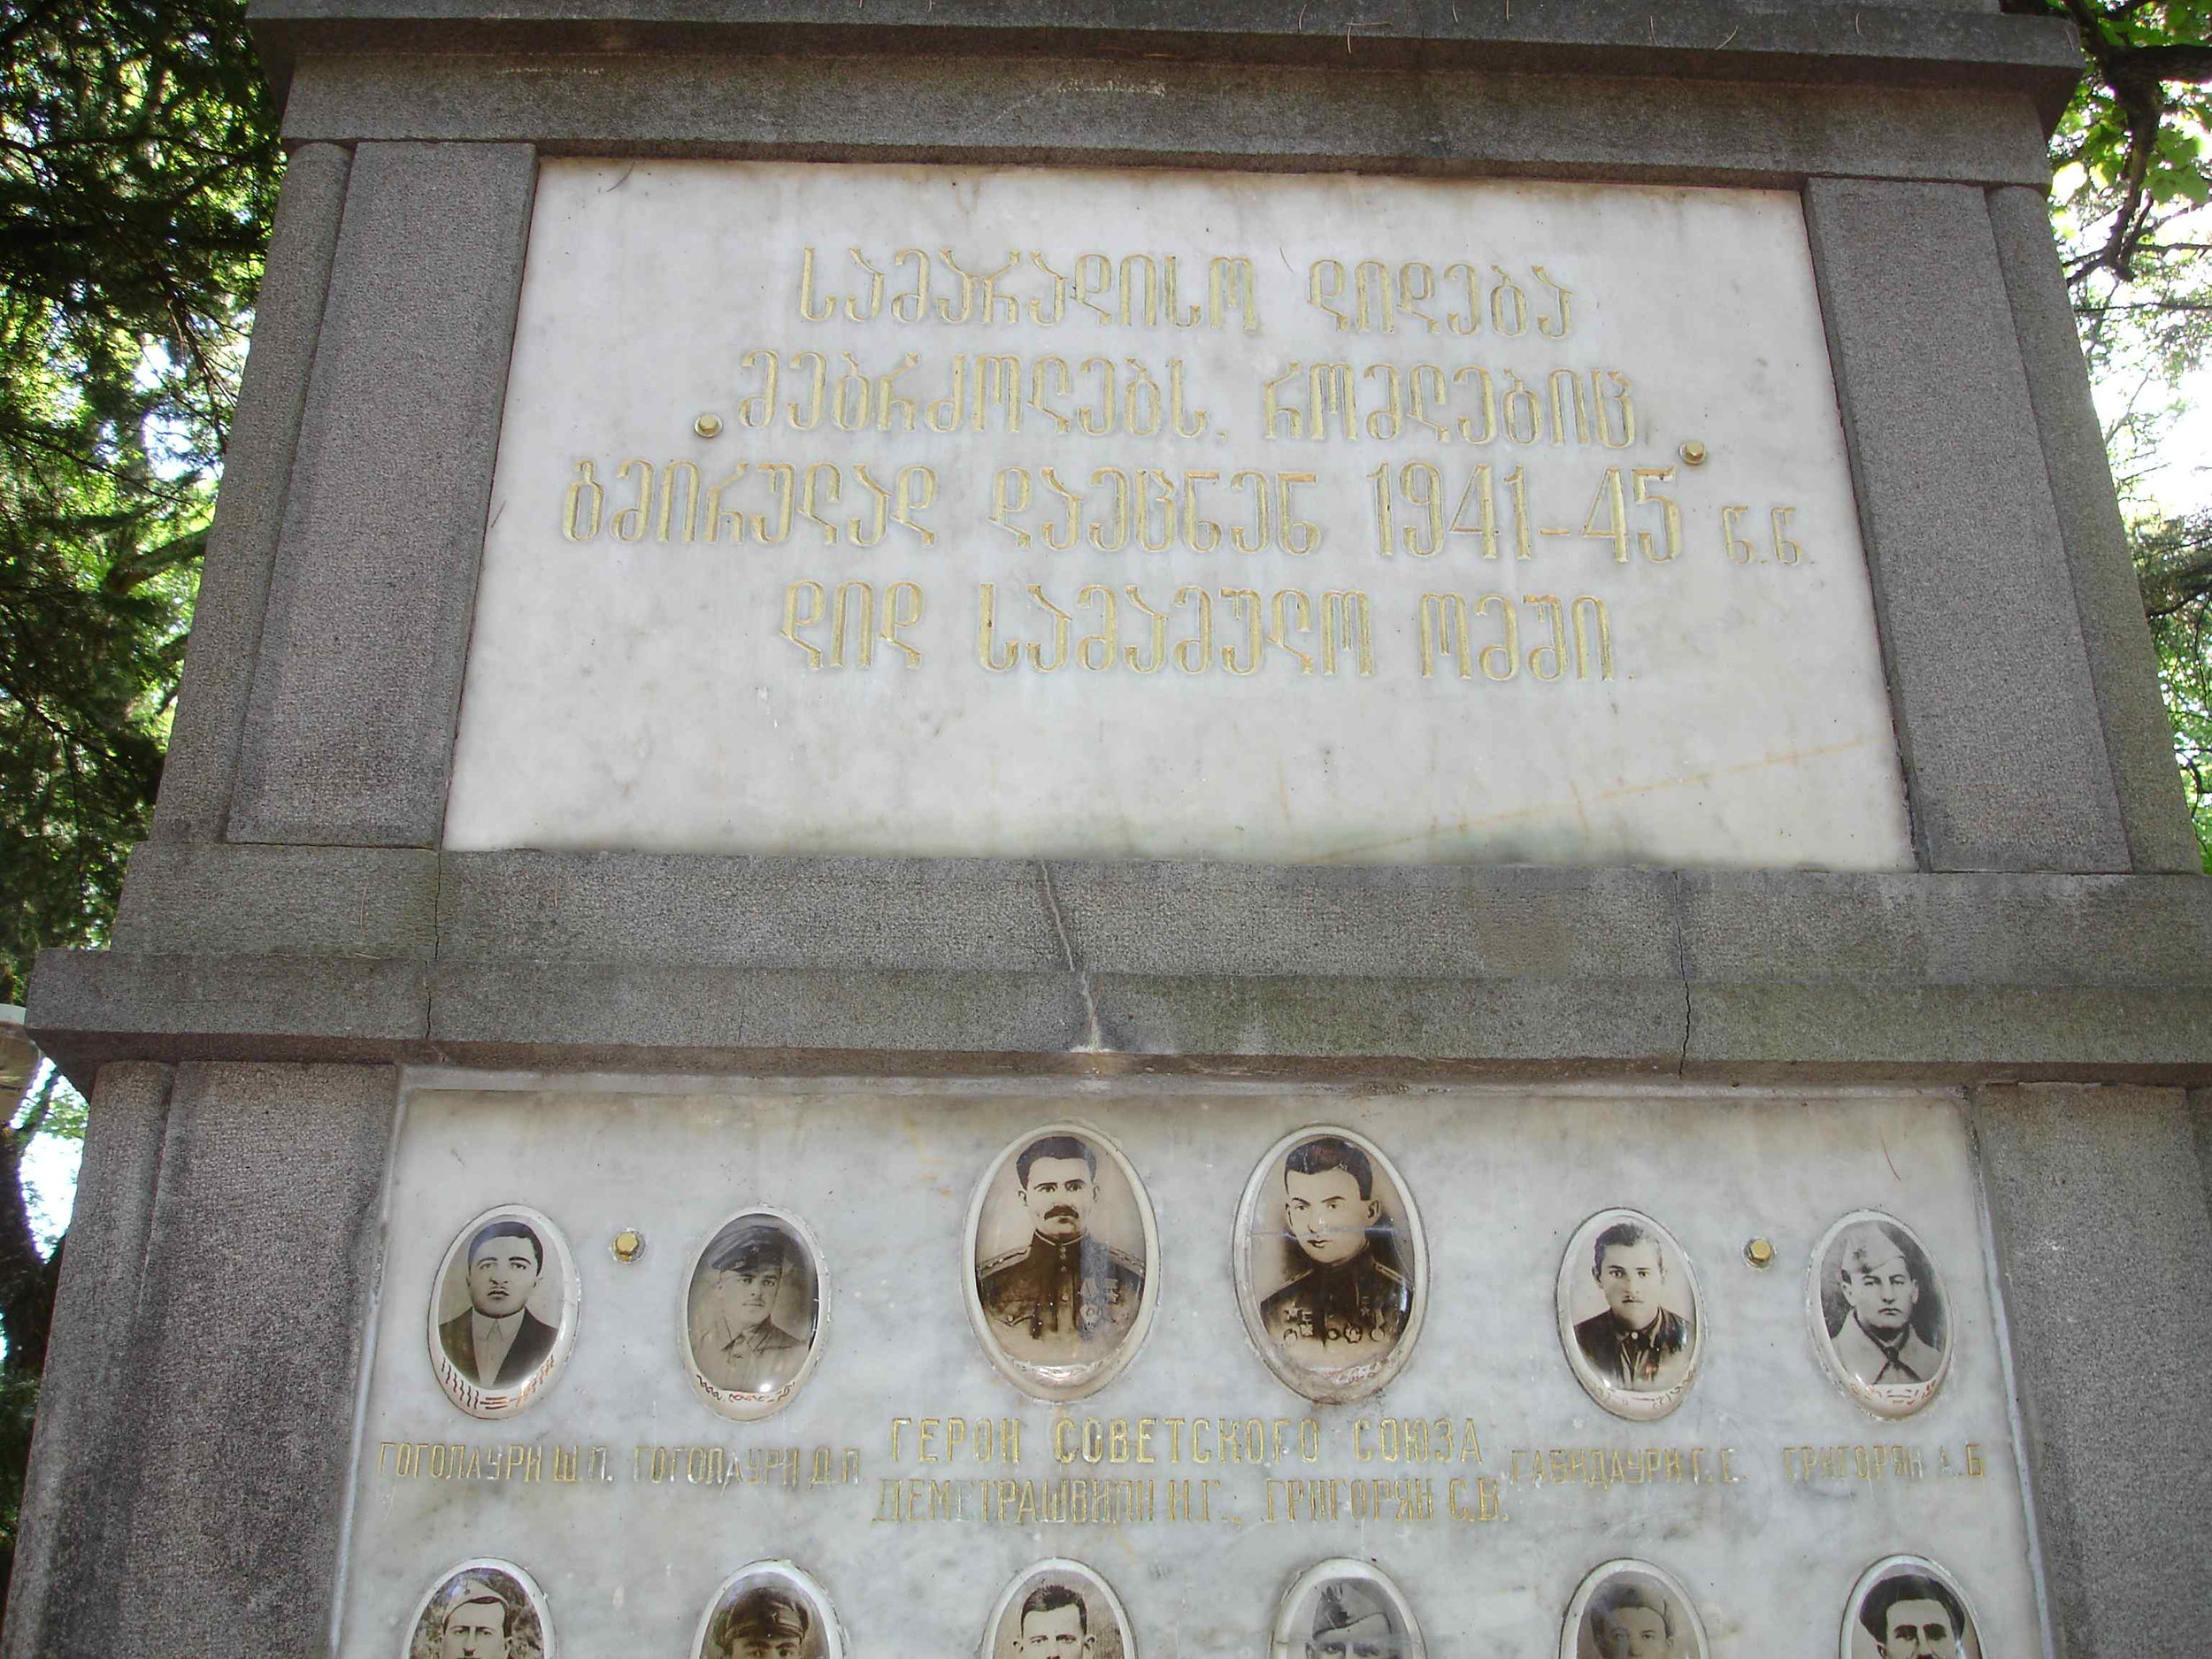 სამარადისო დიდება
მებრძოლებს, რომლებიც
გმირულად დაეცნენ 1941-45 წ.წ.
დიდ სამამულო ომში.
ГЕРОИ СОВЕТСКОГО СОЮЗА
ДЕМЕТРАШВИЛИ И.Г., ГРИГОРЯН С.В.
ГОГОЛАУРИ Ш.П. ГОГОЛАУРИ Д.П ГАВИДАУРИ Г.С. ГРИГОРЯН А.Б